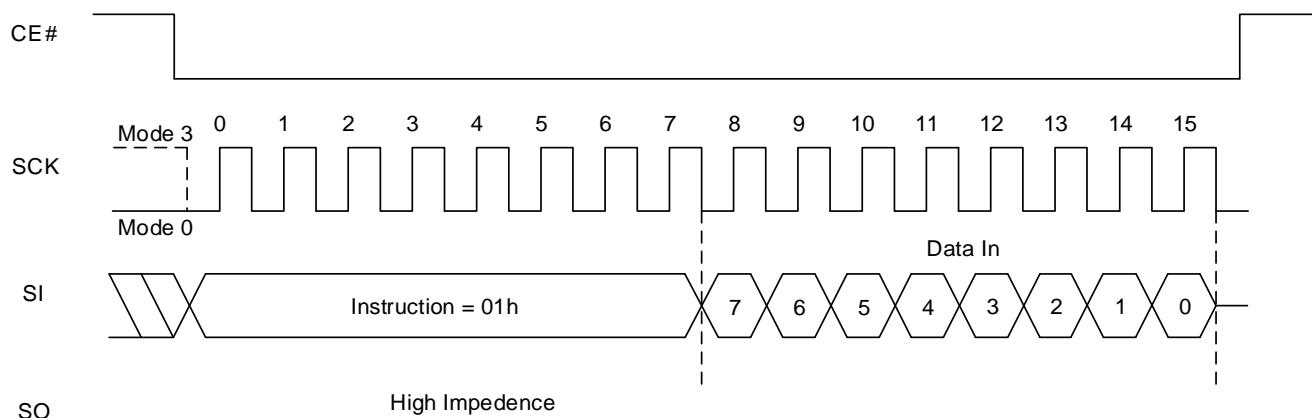 CE#
Mode 3
0 1 2 3 4 5 6 7 8 9 10 11 12 13 14 15
SCK
Mode 0
Data In
SI
Instruction = 01h
7 6 5 4 3 2 1 0
High Impedence
SO